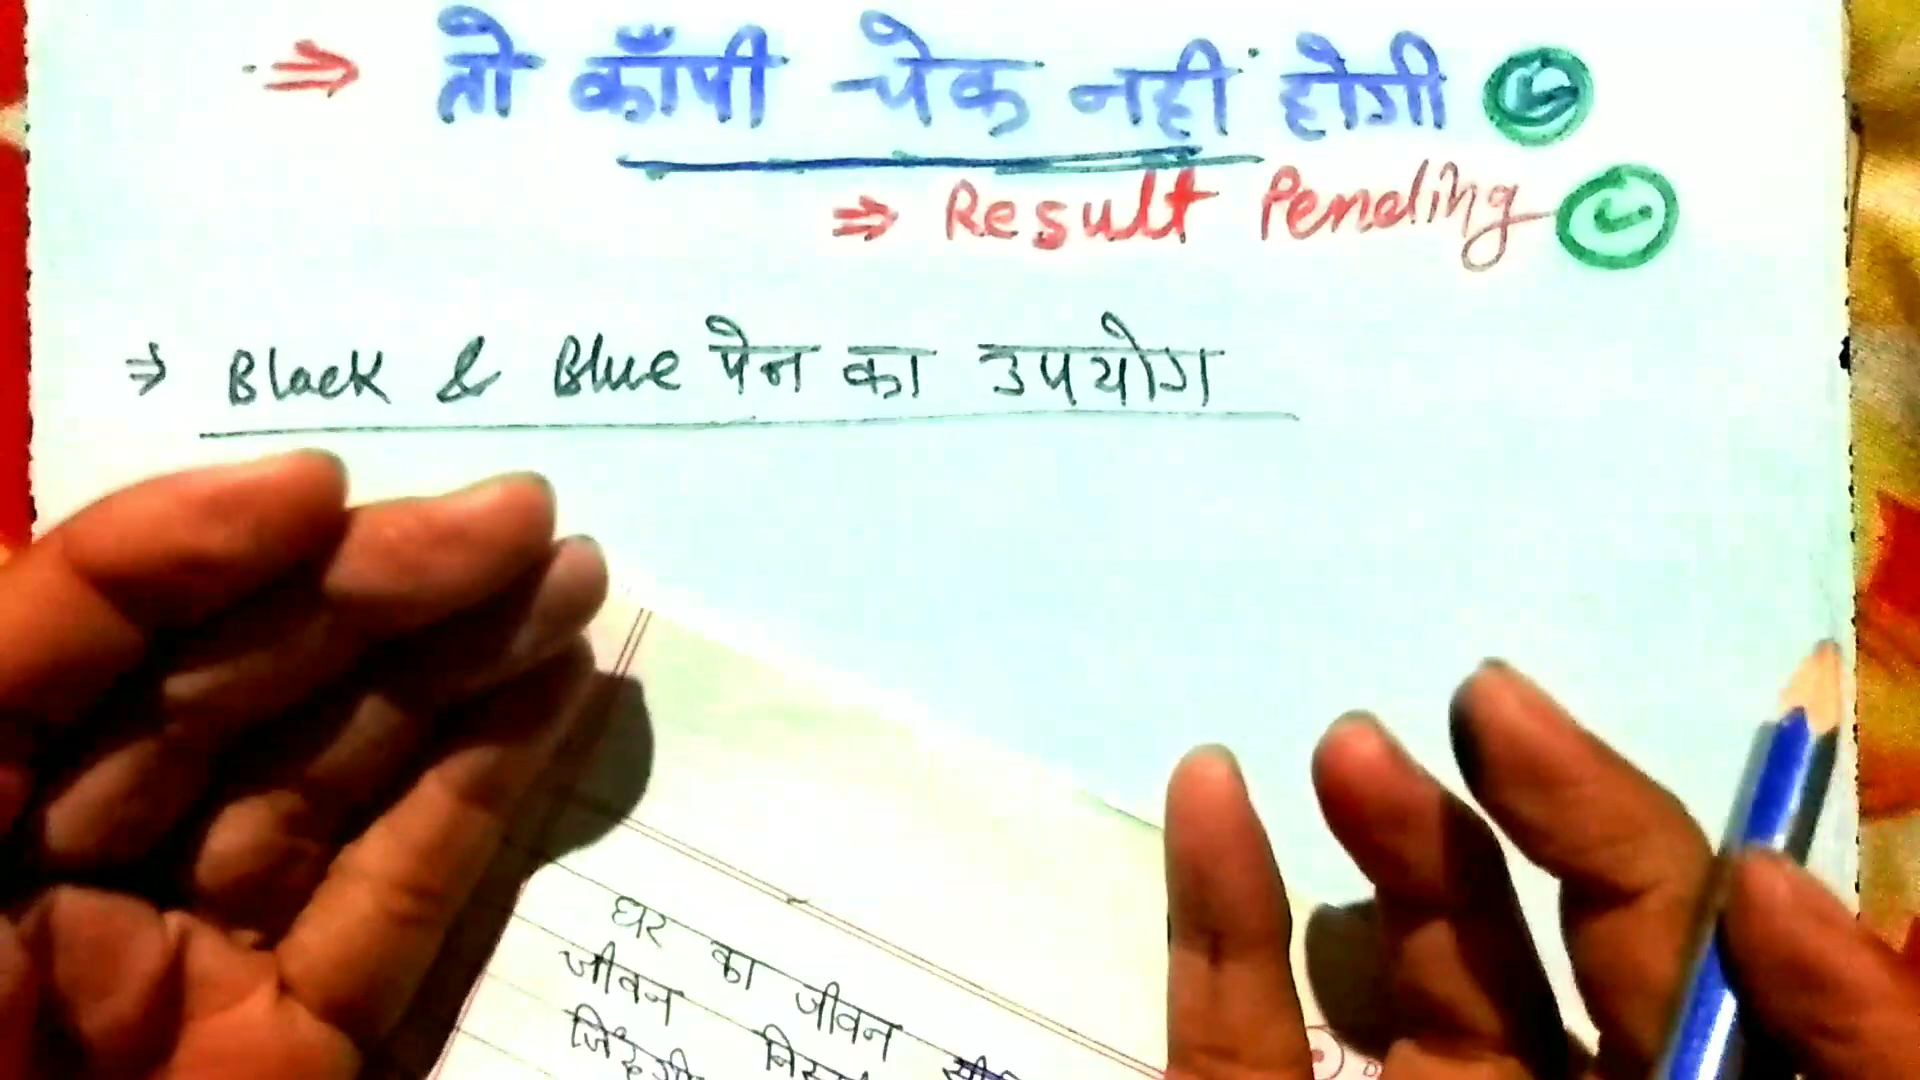 ⇒ तो कॉपी चेक नहीं होगी
⇒ Result Pending
⇒ Black & Blue पेन का उपयोग
घर का जीवन
जीवन